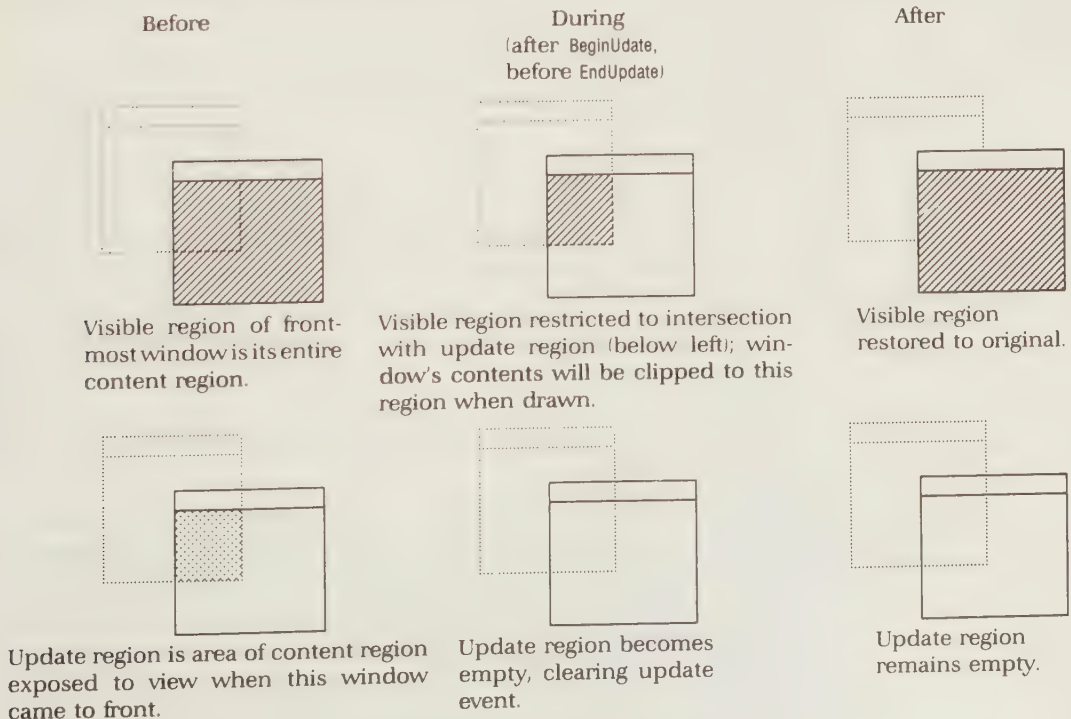 Before
During
(after BeginUdate,
before EndUpdate)
After
Visible region of front-
most window is its entire
content region.
Visible region restricted to intersection
with update region (below left); win-
dow's contents will be clipped to this
region when drawn.
Visible region
restored to original.
Update region is area of content region
exposed to view when this window
came to front.
Update region becomes
empty, clearing update
event.
Update region
remains empty.